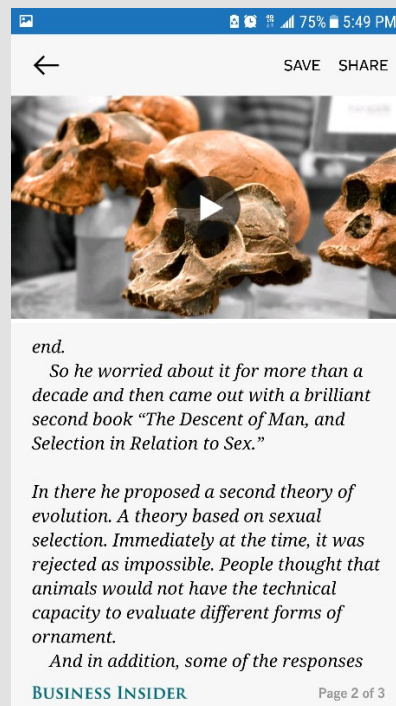 75% 5:49 PM
SAVE SHARE
end.
So he worried about it for more than a
decade and then came out with a brilliant
second book “The Descent of Man, and
Selection in Relation to Sex.”
In there he proposed a second theory of
evolution. A theory based on sexual
selection. Immediately at the time, it was
rejected as impossible. People thought that
animals would not have the technical
capacity to evaluate different forms of
ornament.
And in addition, some of the responses
BUSINESS INSIDER Page 2 of 3